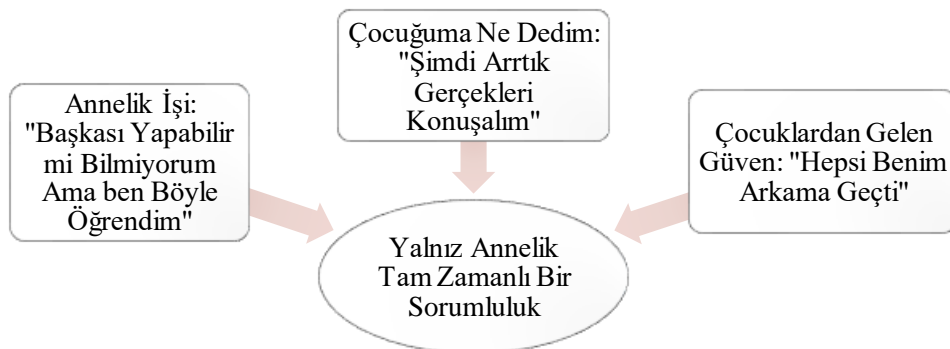 Annelik İşi:
"Başkası Yapabilir
mi Bilmiyorum
Ama ben Böyle
Öğrendim"
Çocuğuma Ne Dedim:
"Şimdi Arrtık
Gerçekleri
Konuşalım"
Çocuklardan Gelen
Güven: "Hepsi Benim
Arkama Geçti"
Yalnız Annelik
Tam Zamanlı Bir
Sorumluluk